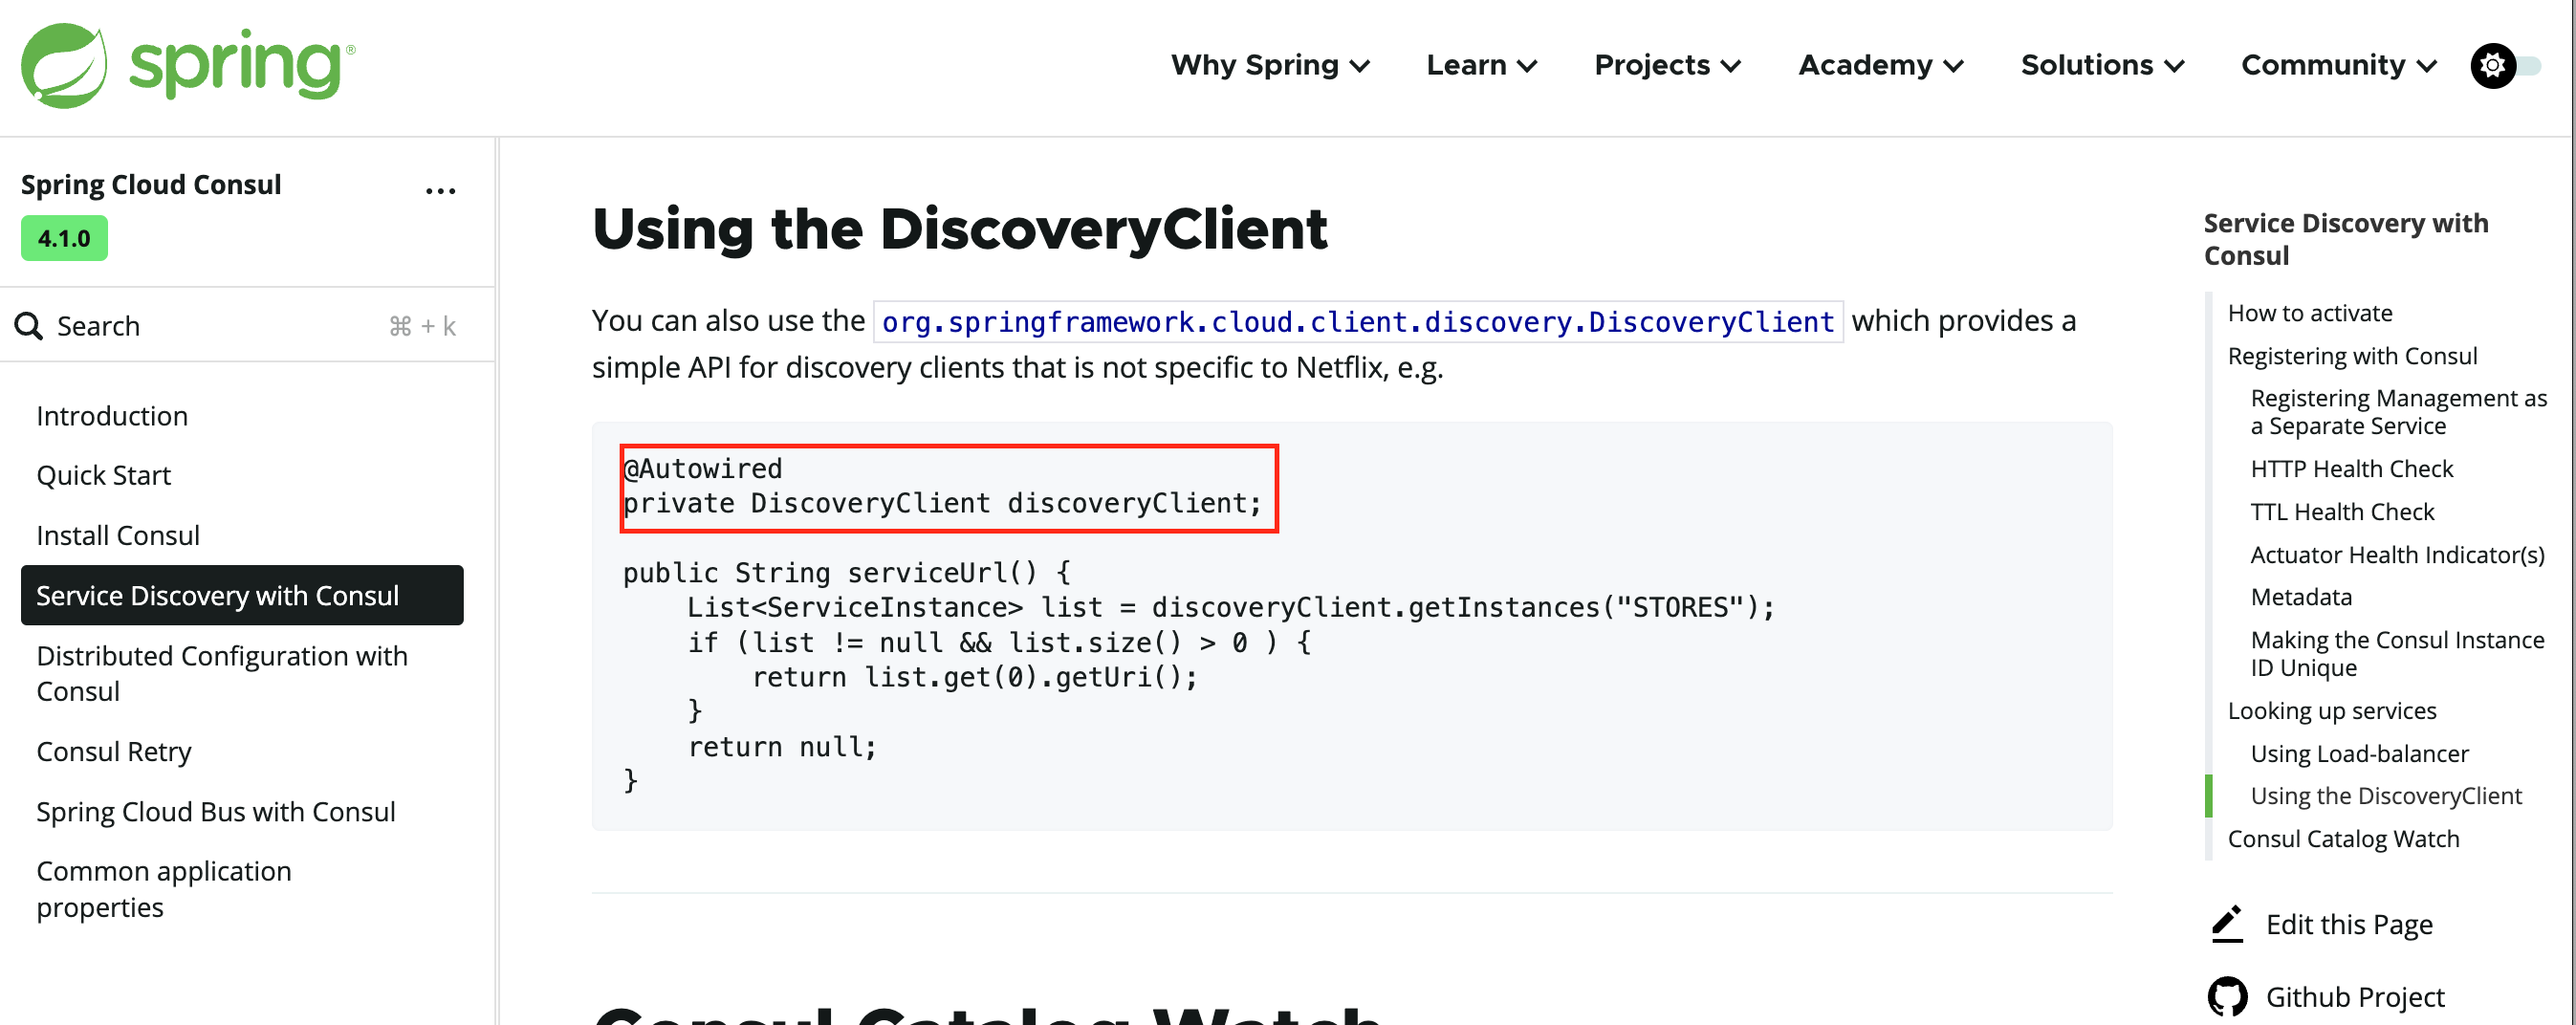 spring®
Why Spring
Learn
Projects
Academy
Solutions
Community
Spring Cloud Consul
...
4.1.0
Search
⌘ + k
Introduction
Quick Start
Install Consul
Service Discovery with Consul
Distributed Configuration with
Consul
Consul Retry
Spring Cloud Bus with Consul
Common application
properties
Using the DiscoveryClient
You can also use the org.springframework.cloud.client.discovery.DiscoveryClient which provides a
simple API for discovery clients that is not specific to Netflix, e.g.
@Autowired
private DiscoveryClient discoveryClient;
public String serviceUrl() {
    List<ServiceInstance> list = discoveryClient.getInstances("STORES");
    if (list != null && list.size() > 0 ) {
        return list.get(0).getUri();
    }
    return null;
}
Consul Catalog Watch
Service Discovery with
Consul
How to activate
Registering with Consul
Registering Management as
a Separate Service
HTTP Health Check
TTL Health Check
Actuator Health Indicator(s)
Metadata
Making the Consul Instance
ID Unique
Looking up services
Using Load-balancer
Using the DiscoveryClient
Consul Catalog Watch
Edit this Page
Github Project